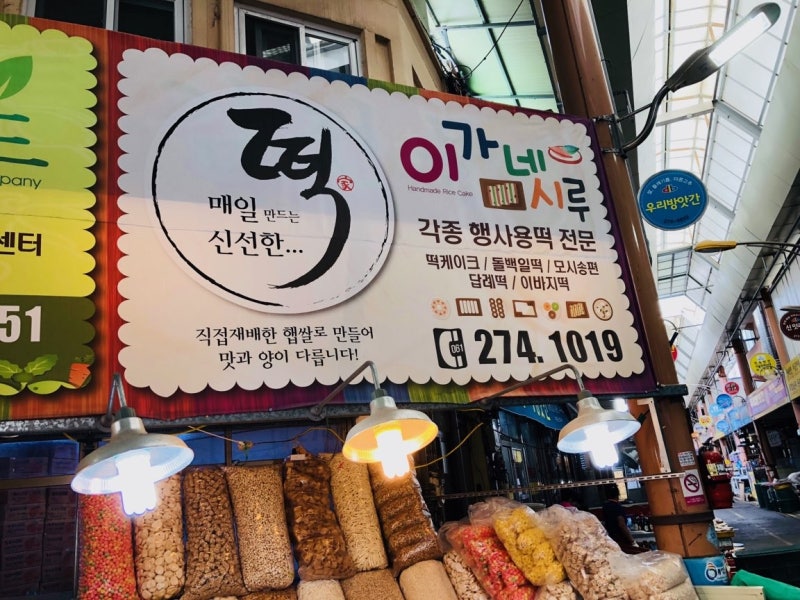 pany
센터
51
떡
매일 만드는
신선한...
직접재배한 햅쌀로 만들어
맛과 양이 다릅니다!
이가네
시루
Handmade Rice Cake
각종 행사용떡 전문
떡케이크 / 돌백일떡 / 모시송편
답례떡 / 이바지떡
061
274. 1019
우리방앗간